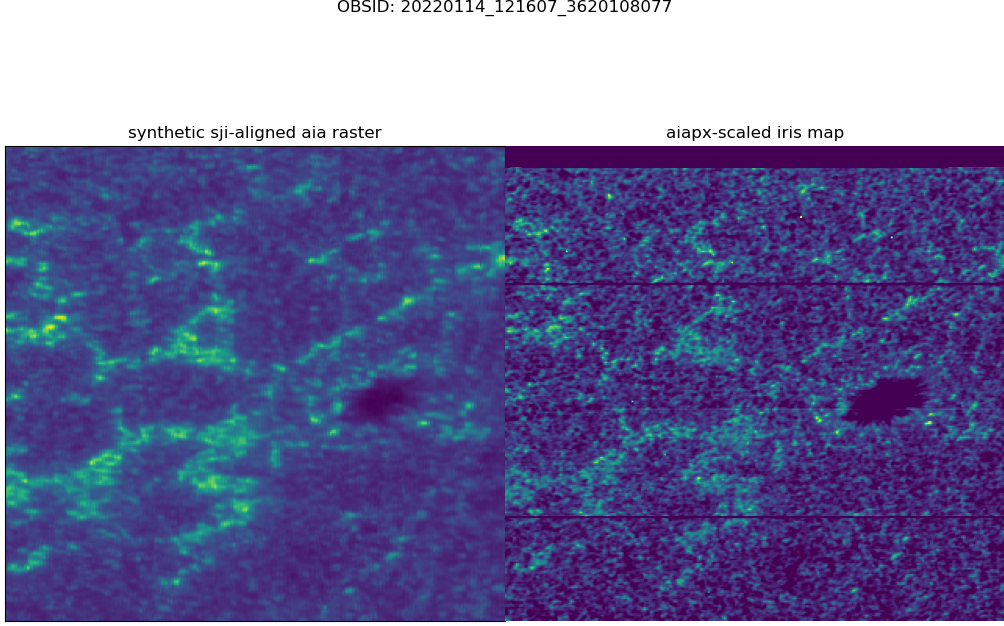 OBSID: 20220114_121607_3620108077
synthetic sji-aligned aia raster
aiapx-scaled iris map